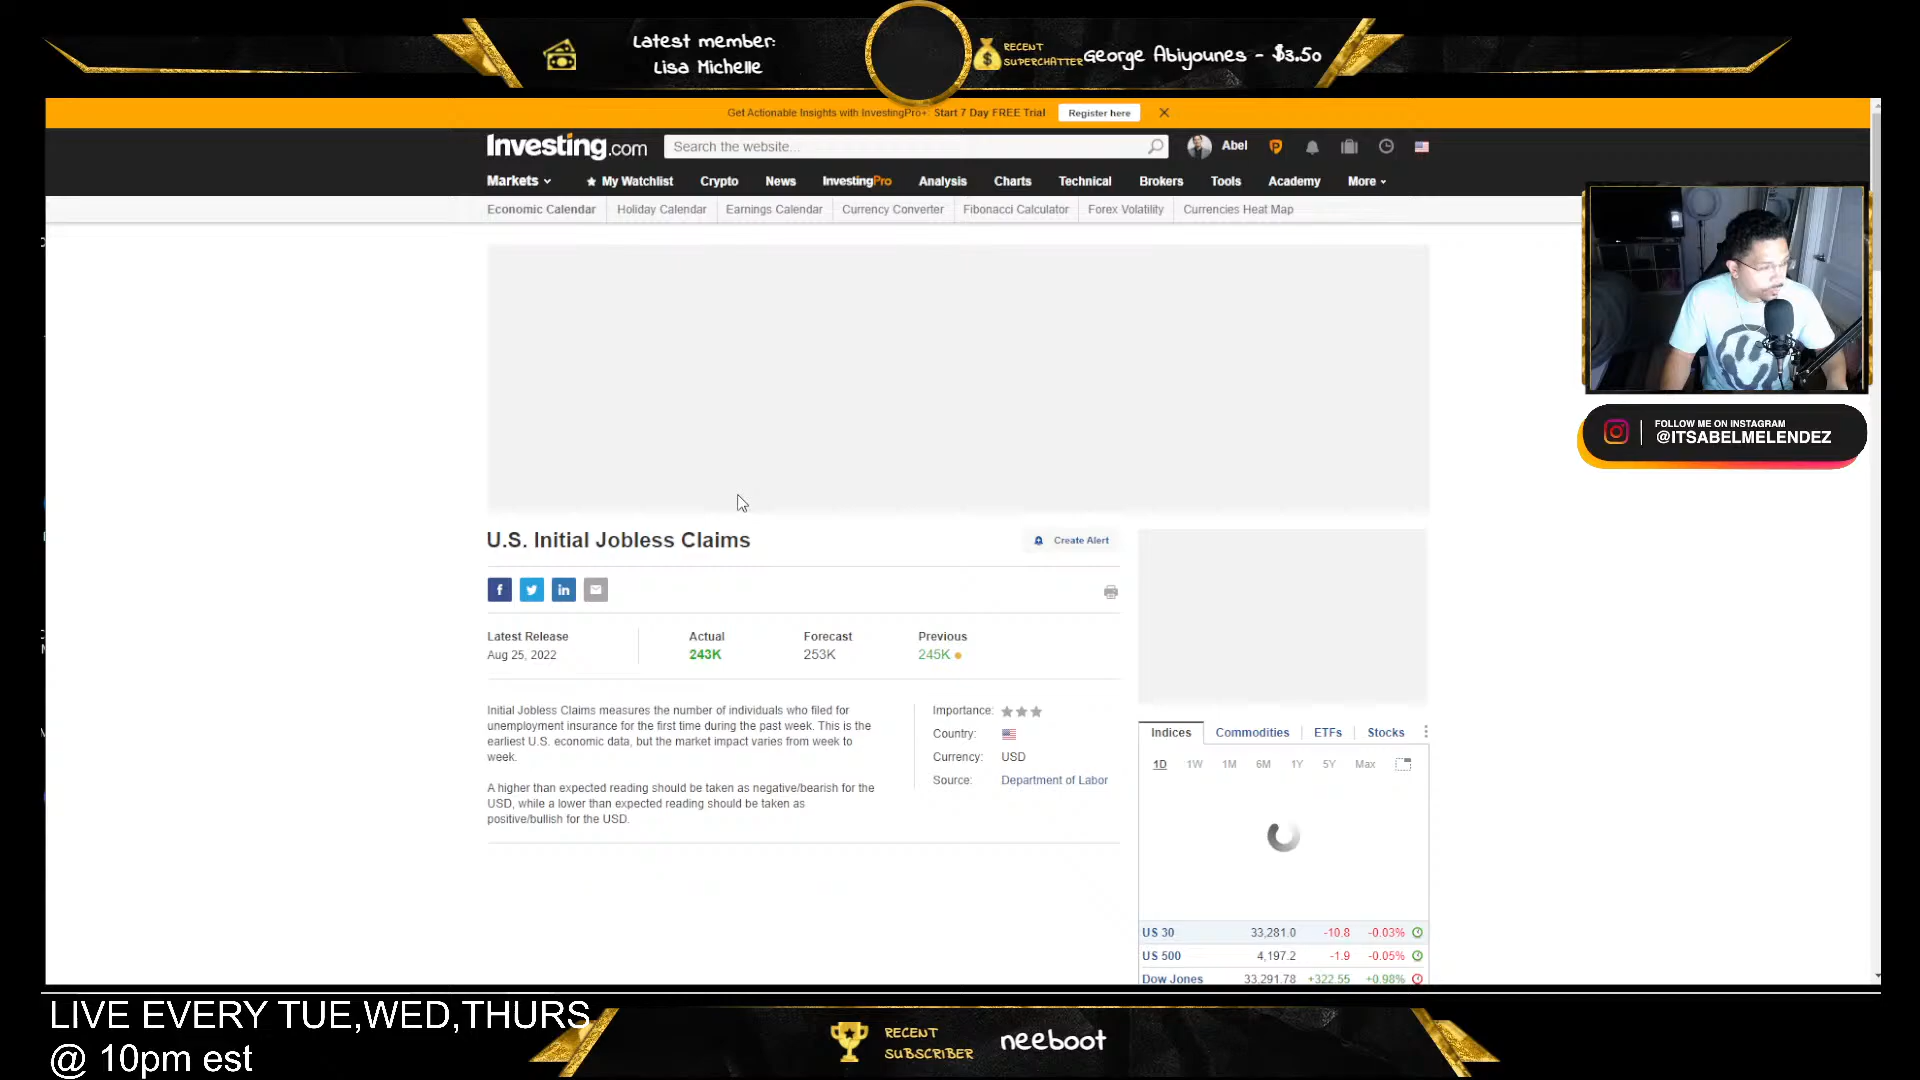 Latest member:
Lisa Michelle
RECENT
SUPERCHATTER
George Abiyounes - $3.50
Get Actionable Insights with InvestingPro+: Start 7 Day FREE Trial
Register here
Investing.com
Search the website...
Abel
Markets
My Watchlist
Crypto
News
InvestingPro
Analysis
Charts
Technical
Brokers
Tools
Academy
More
Economic Calendar
Holiday Calendar
Earnings Calendar
Currency Converter
Fibonacci Calculator
Forex Volatility
Currencies Heat Map
FOLLOW ME ON INSTAGRAM
@ITSABELMELENDEZ
U.S. Initial Jobless Claims
Create Alert
Latest Release
Aug 25, 2022
Actual
243K
Forecast
253K
Previous
245K
Initial Jobless Claims measures the number of individuals who filed for
unemployment insurance for the first time during the past week. This is the
earliest U.S. economic data, but the market impact varies from week to
week.
A higher than expected reading should be taken as negative/bearish for the
USD, while a lower than expected reading should be taken as
positive/bullish for the USD.
Importance:
Country:
Currency: USD
Source: Department of Labor
Indices
Commodities
ETFs
Stocks
1D
1W
1M
6M
1Y
5Y
Max
US 30 33,281.0 -10.8 -0.03%
US 500 4,197.2 -1.9 -0.05%
Dow Jones 33,291.78 +322.55 +0.98%
LIVE EVERY TUE,WED,THURS
@ 10pm est
RECENT
SUBSCRIBER
neeboot